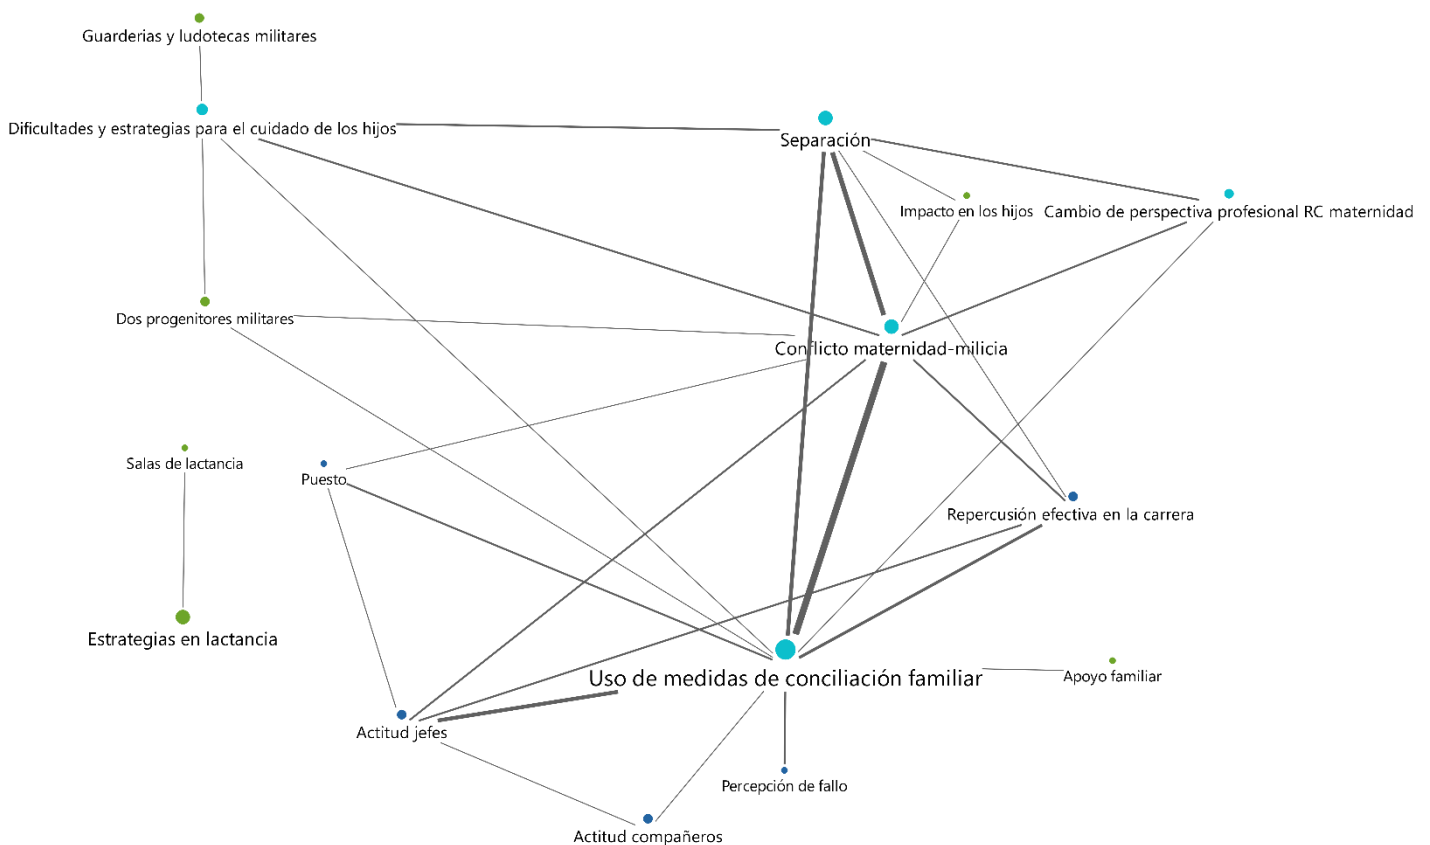 Guarderias y ludotecas militares
Dificultades y estrategias para el cuidado de los hijos
Separación
Impacto en los hijos
Cambio de perspectiva profesional RC maternidad
Dos progenitores militares
Conflicto maternidad-milicia
Salas de lactancia
Puesto
Repercusión efectiva en la carrera
Estrategias en lactancia
Uso de medidas de conciliación familiar
Apoyo familiar
Actitud jefes
Percepción de fallo
Actitud compañeros